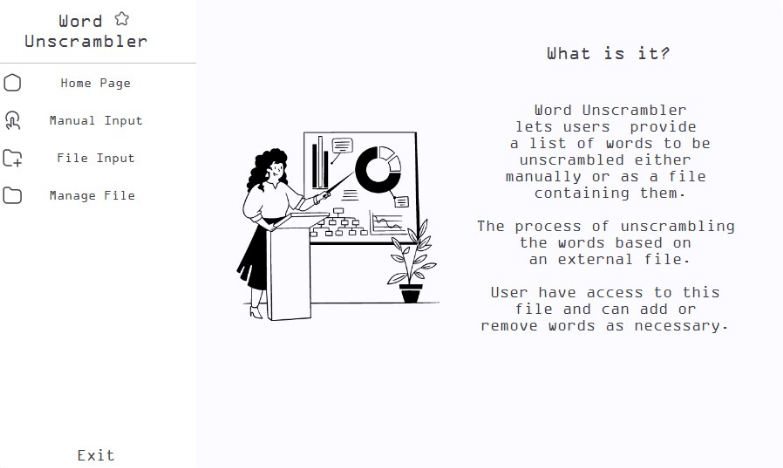 Word
Unscrambler
Home Page
Manual Input
File Input
Manage File
Exit
What is it?
Word Unscrambler
lets users provide
a list of words to be
unscrambled either
manually or as a file
containing them.
The process of unscrambling
the words based on
an external file.
User have access to this
file and can add or
remove words as necessary.